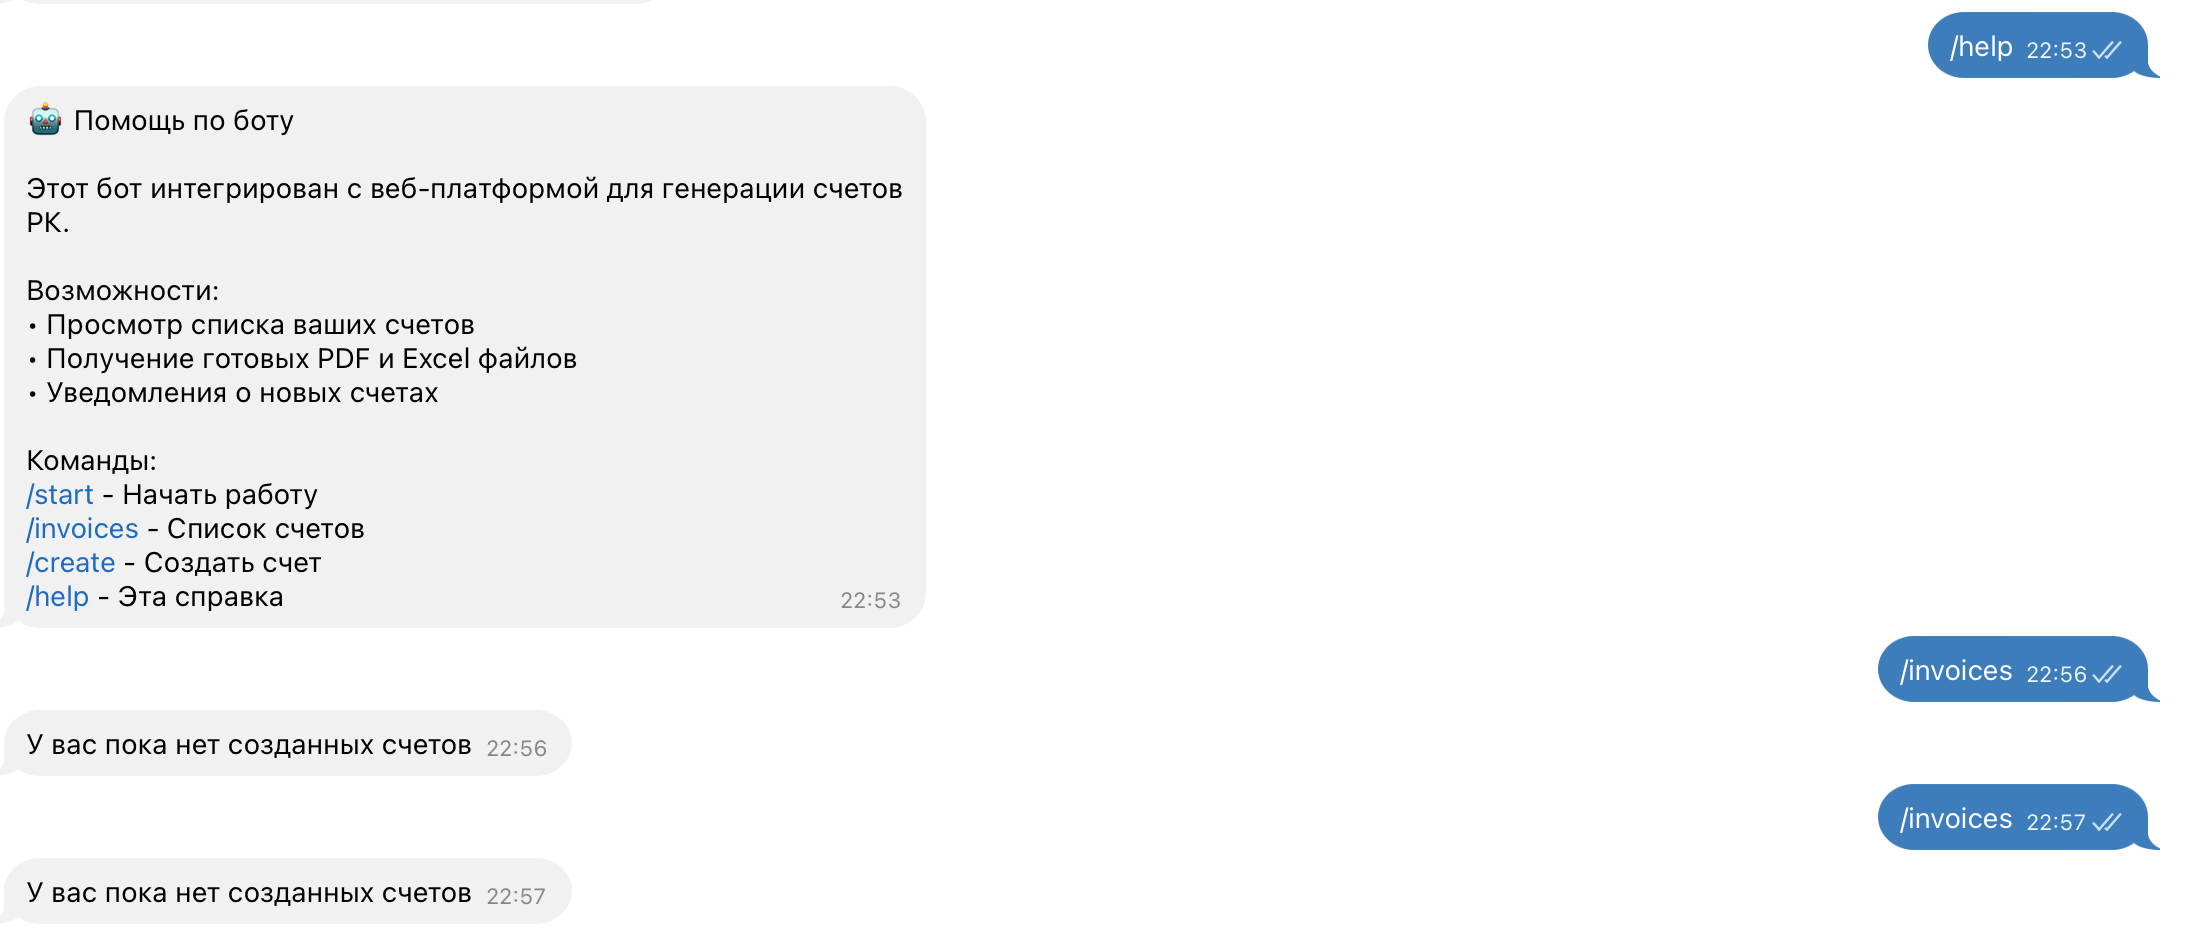 /help 22:53
🤖 Помощь по боту
Этот бот интегрирован с веб-платформой для генерации счетов
РК.
Возможности:
• Просмотр списка ваших счетов
• Получение готовых PDF и Excel файлов
• Уведомления о новых счетах
Команды:
/start - Начать работу
/invoices - Список счетов
/create - Создать счет
/help - Эта справка
22:53
/invoices 22:56
У вас пока нет созданных счетов 22:56
/invoices 22:57
У вас пока нет созданных счетов 22:57